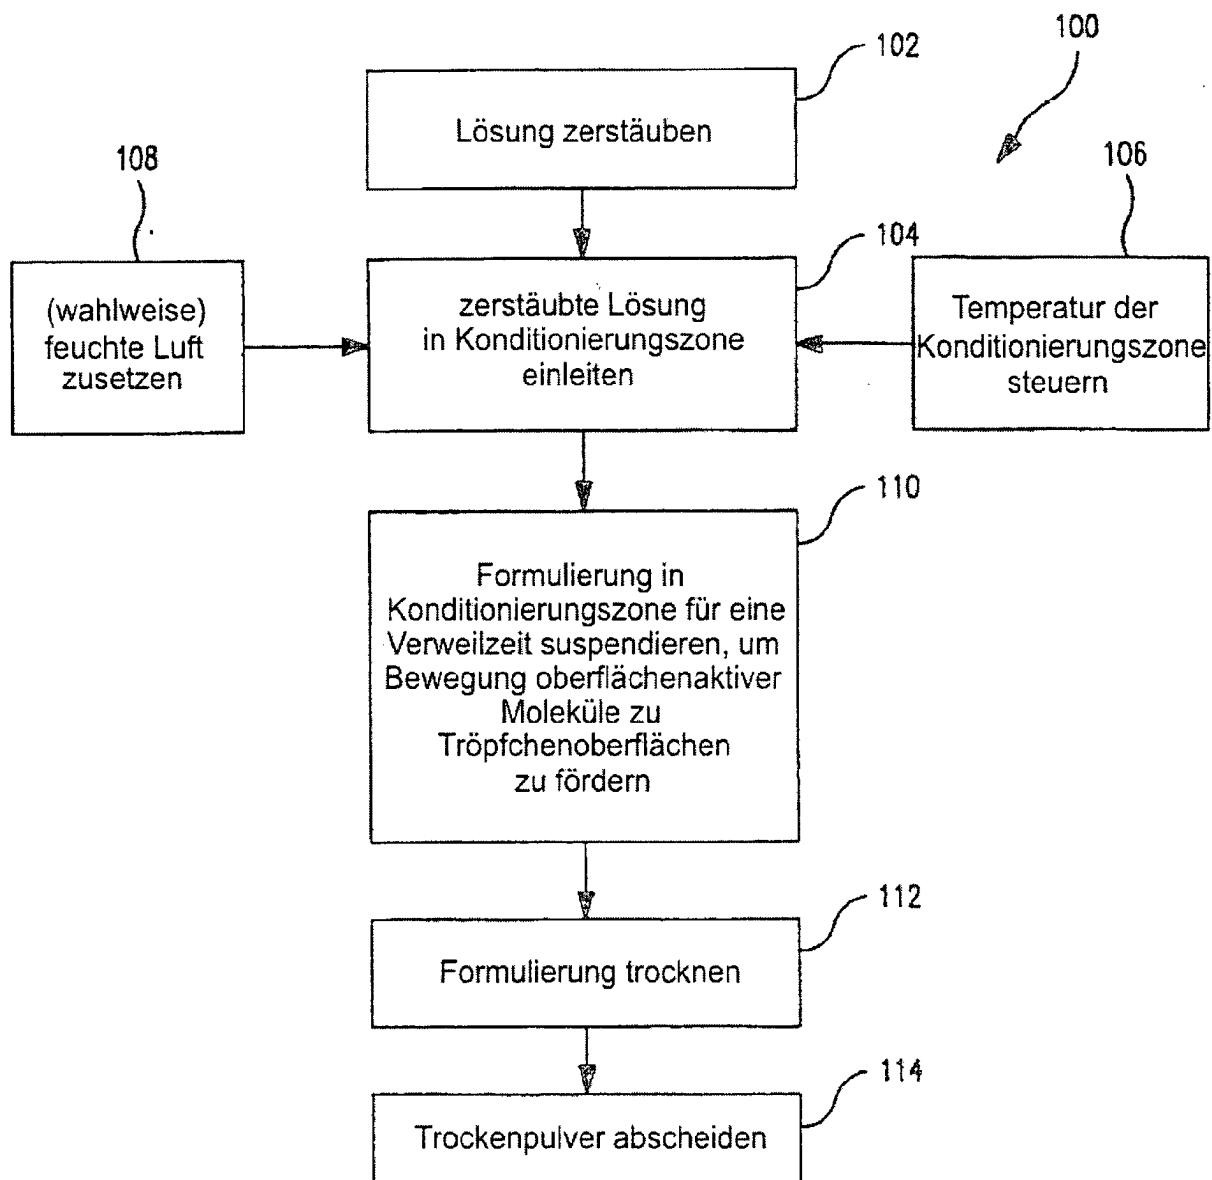 100
102
Lösung zerstäuben
108
106
104
(wahlweise)
feuchte Luft
zusetzen
zerstäubte Lösung
in Konditionierungszone
einleiten
Temperatur der
Konditionierungszone
steuern
110
Formulierung in
Konditionierungszone für eine
Verweilzeit suspendieren, um
Bewegung oberflächenaktiver
Moleküle zu
Tröpfchenoberflächen
zu fördern
112
Formulierung trocknen
114
Trockenpulver abscheiden